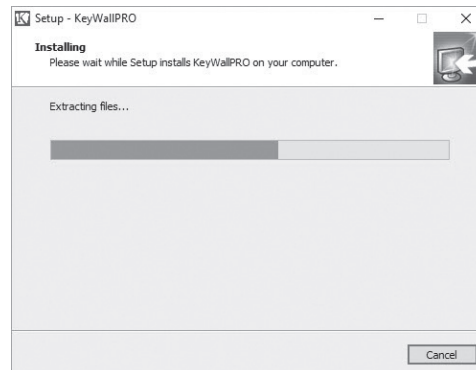 Setup - KeyWallPRO
Installing
Please wait while Setup installs KeyWallPRO on your computer.
Extracting files...
Cancel